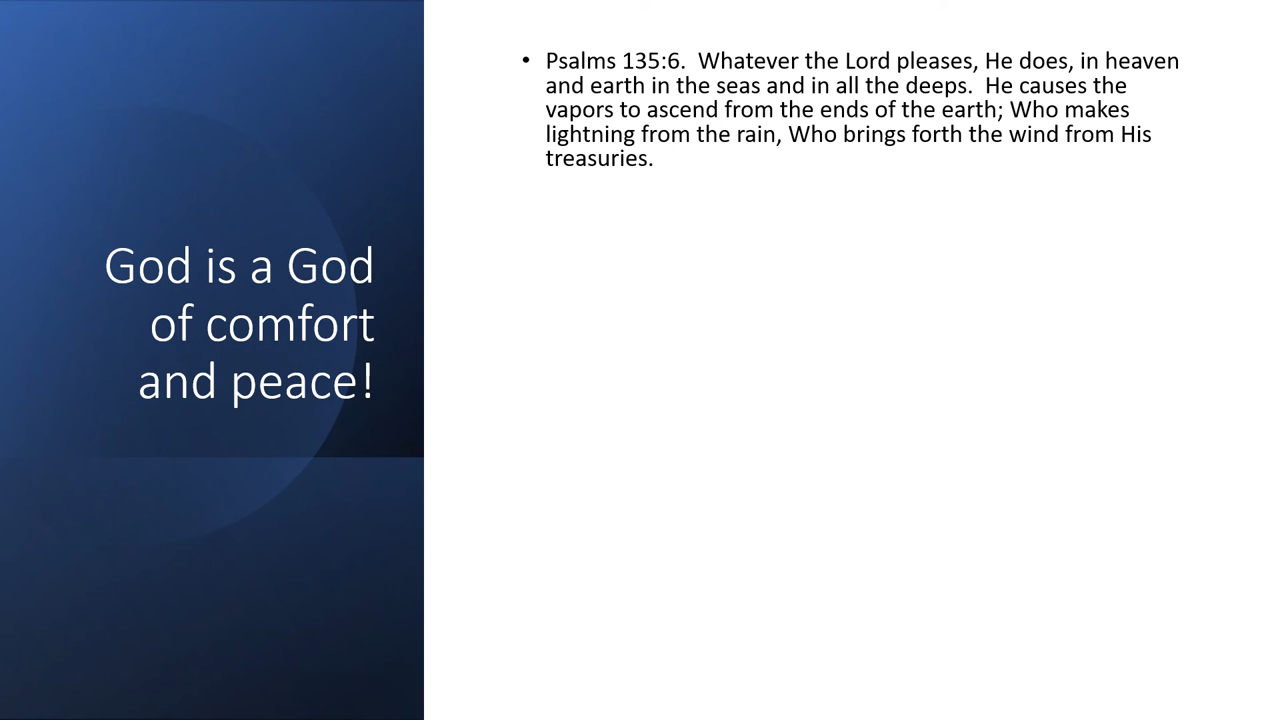 God is a God
of comfort
and peace!
• Psalms 135:6.  Whatever the Lord pleases, He does, in heaven
and earth in the seas and in all the deeps.  He causes the
vapors to ascend from the ends of the earth; Who makes
lightning from the rain, Who brings forth the wind from His
treasuries.